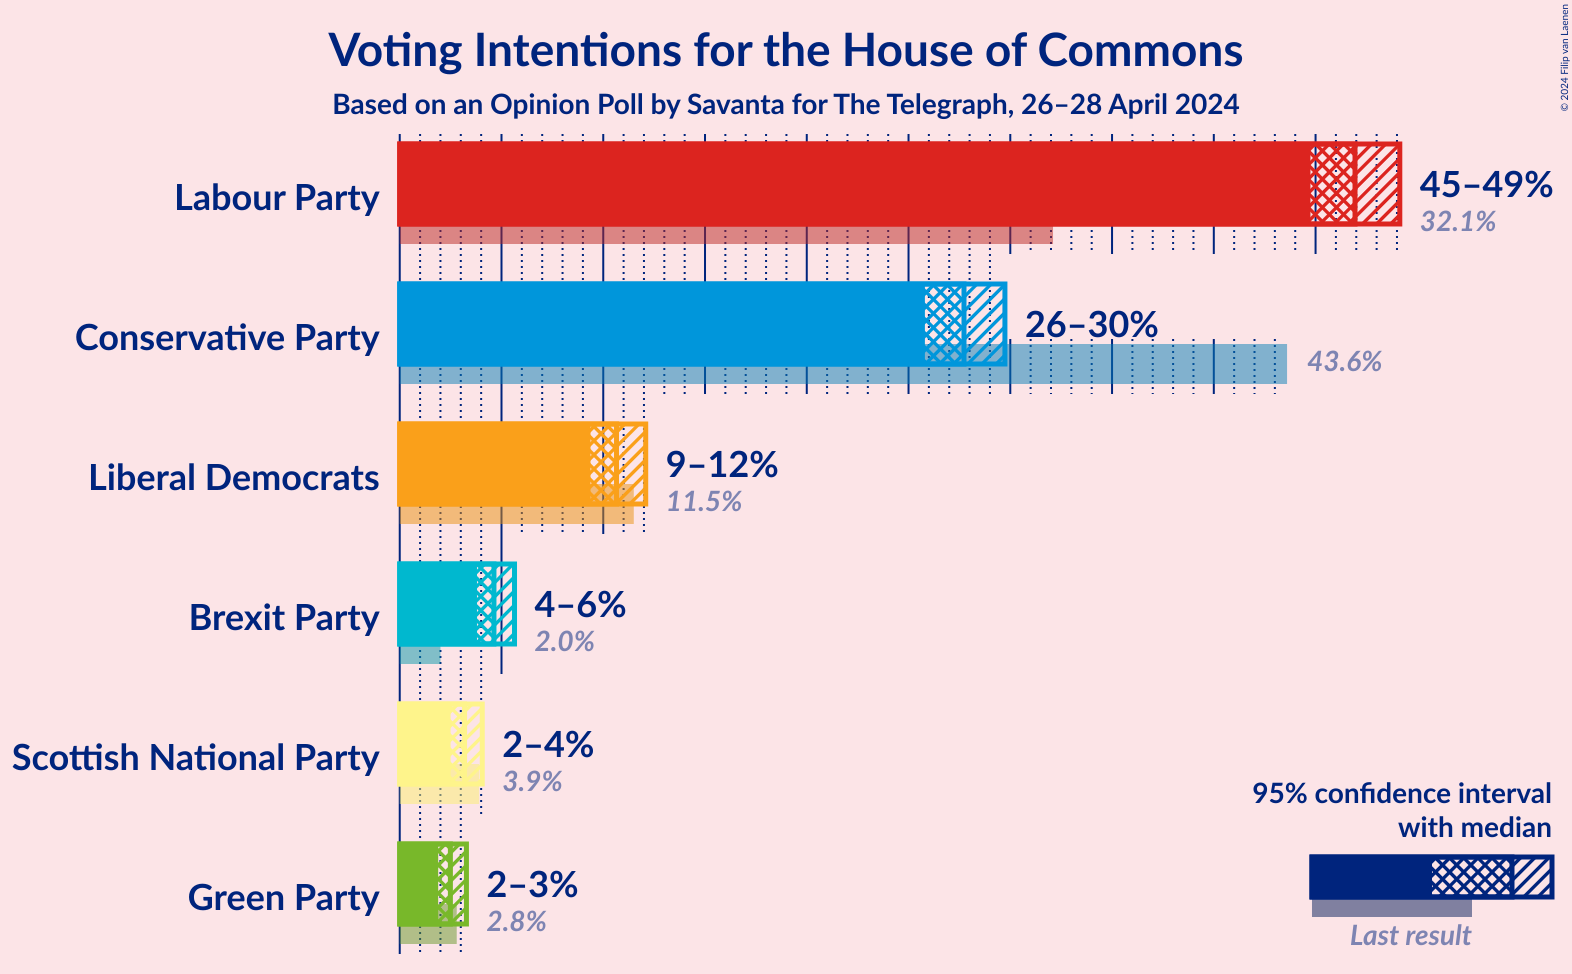 Voting Intentions for the House of Commons
Based on an Opinion Poll by Savanta for The Telegraph, 26–28 April 2024
© 2024 Filip van Laenen
Labour Party
45–49%
32.1%
Conservative Party
26–30%
43.6%
Liberal Democrats
9–12%
11.5%
Brexit Party
4–6%
2.0%
Scottish National Party
2–4%
3.9%
Green Party
2–3%
2.8%
95% confidence interval
with median
Last result